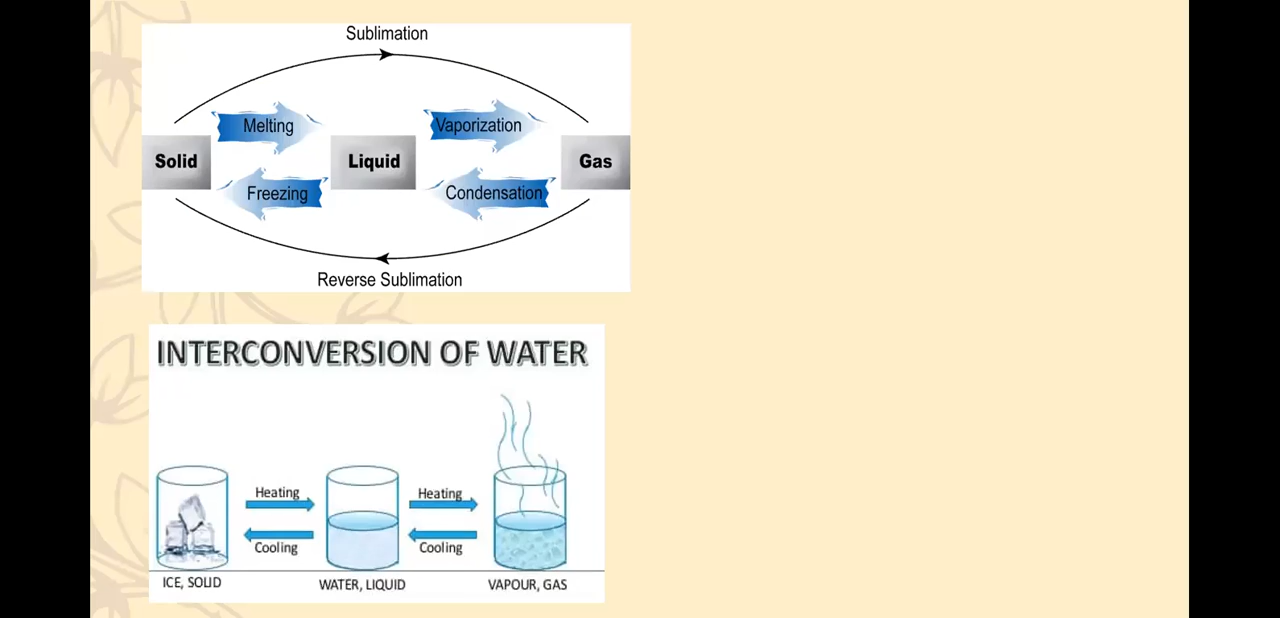 Sublimation
Melting
Vaporization
Solid
Liquid
Gas
Freezing
Condensation
Reverse Sublimation
INTERCONVERSION OF WATER
Heating
Heating
Cooling
Cooling
ICE, SOLID
WATER, LIQUID
VAPOUR, GAS